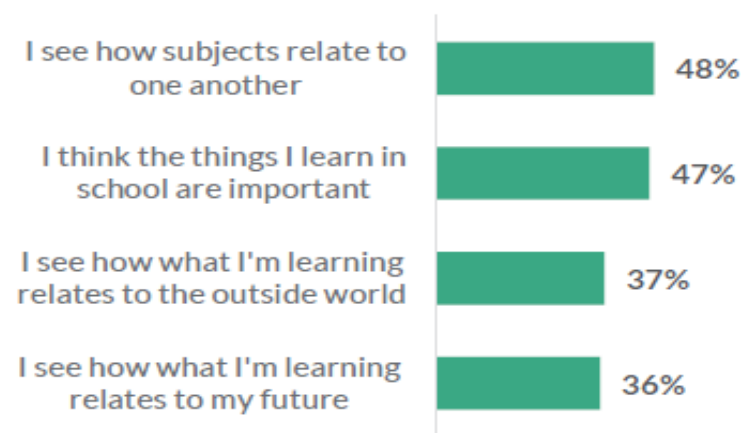 I see how subjects relate to
one another
48%
I think the things I learn in
school are important
47%
I see how what I'm learning
relates to the outside world
37%
I see how what I'm learning
relates to my future
36%